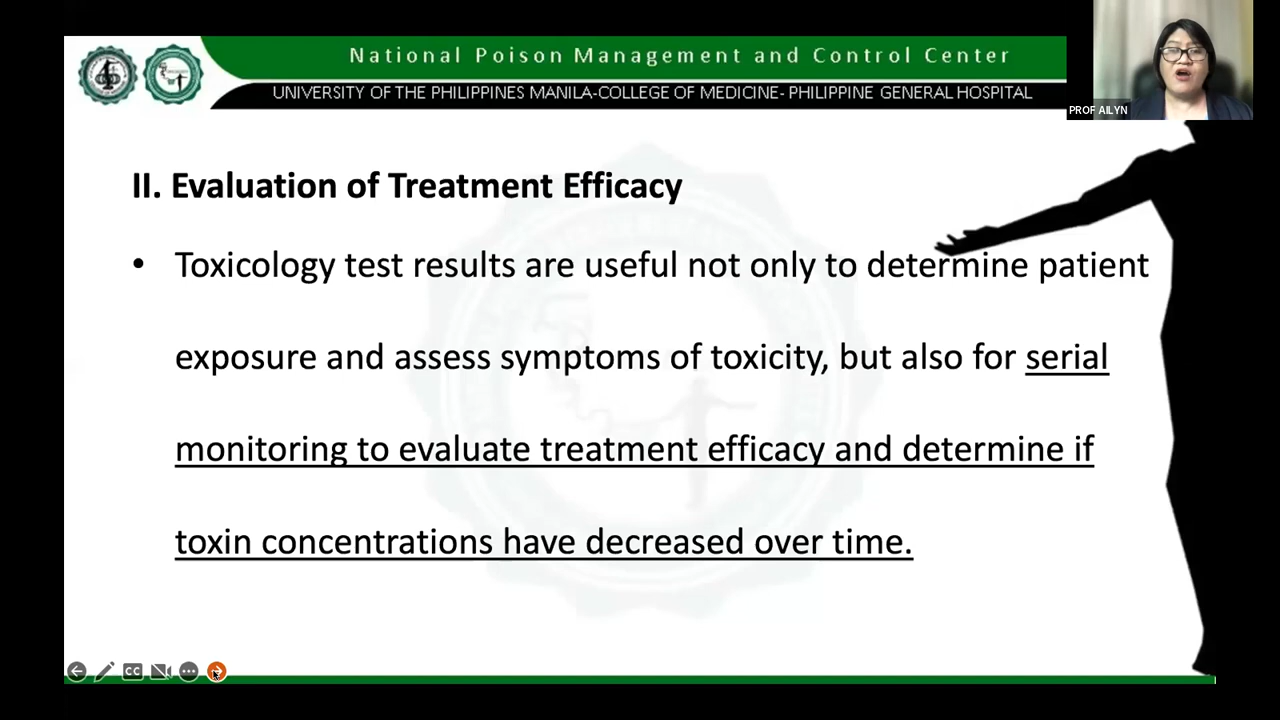 National Poison Management and Control Center
UNIVERSITY OF THE PHILIPPINES MANILA-COLLEGE OF MEDICINE- PHILIPPINE GENERAL HOSPITAL
PROF AILYN
II. Evaluation of Treatment Efficacy
• Toxicology test results are useful not only to determine patient
exposure and assess symptoms of toxicity, but also for serial
monitoring to evaluate treatment efficacy and determine if
toxin concentrations have decreased over time.
CC